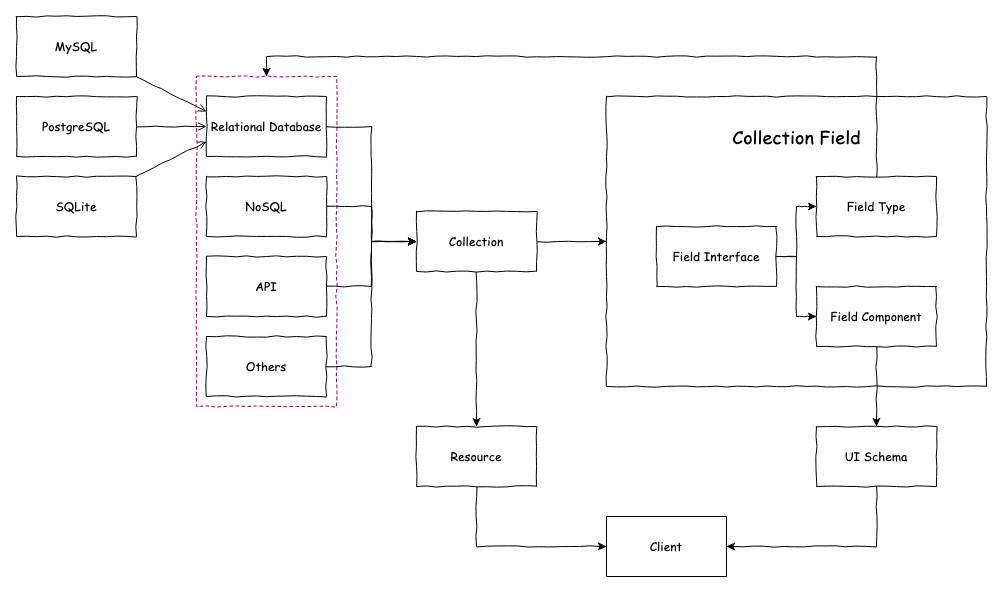 MySQL
PostgreSQL
SQLite
Relational Database
NoSQL
API
Others
Collection
Collection Field
Field Interface
Field Type
Field Component
Resource
UI Schema
Client